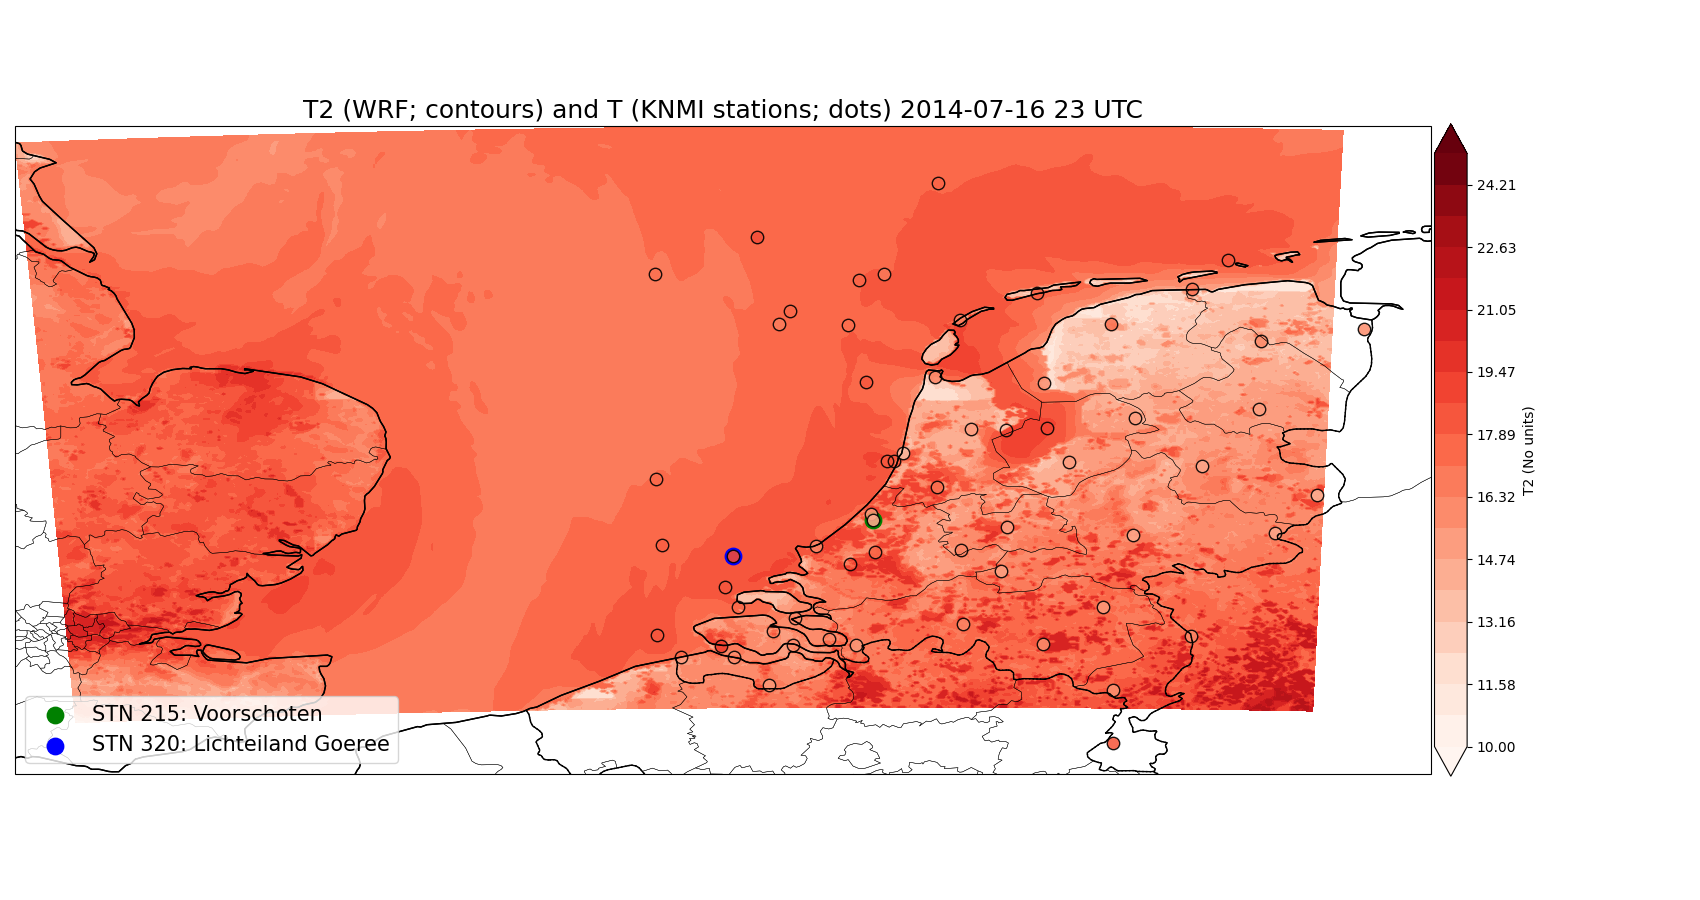 T2 (WRF; contours) and T (KNMI stations; dots) 2014-07-16 23 UTC
24.21
22.63
21.05
19.47
17.89
16.32
14.74
13.16
11.58
10.00
T2 (No units)
STN 215: Voorschoten
STN 320: Lichteiland Goeree